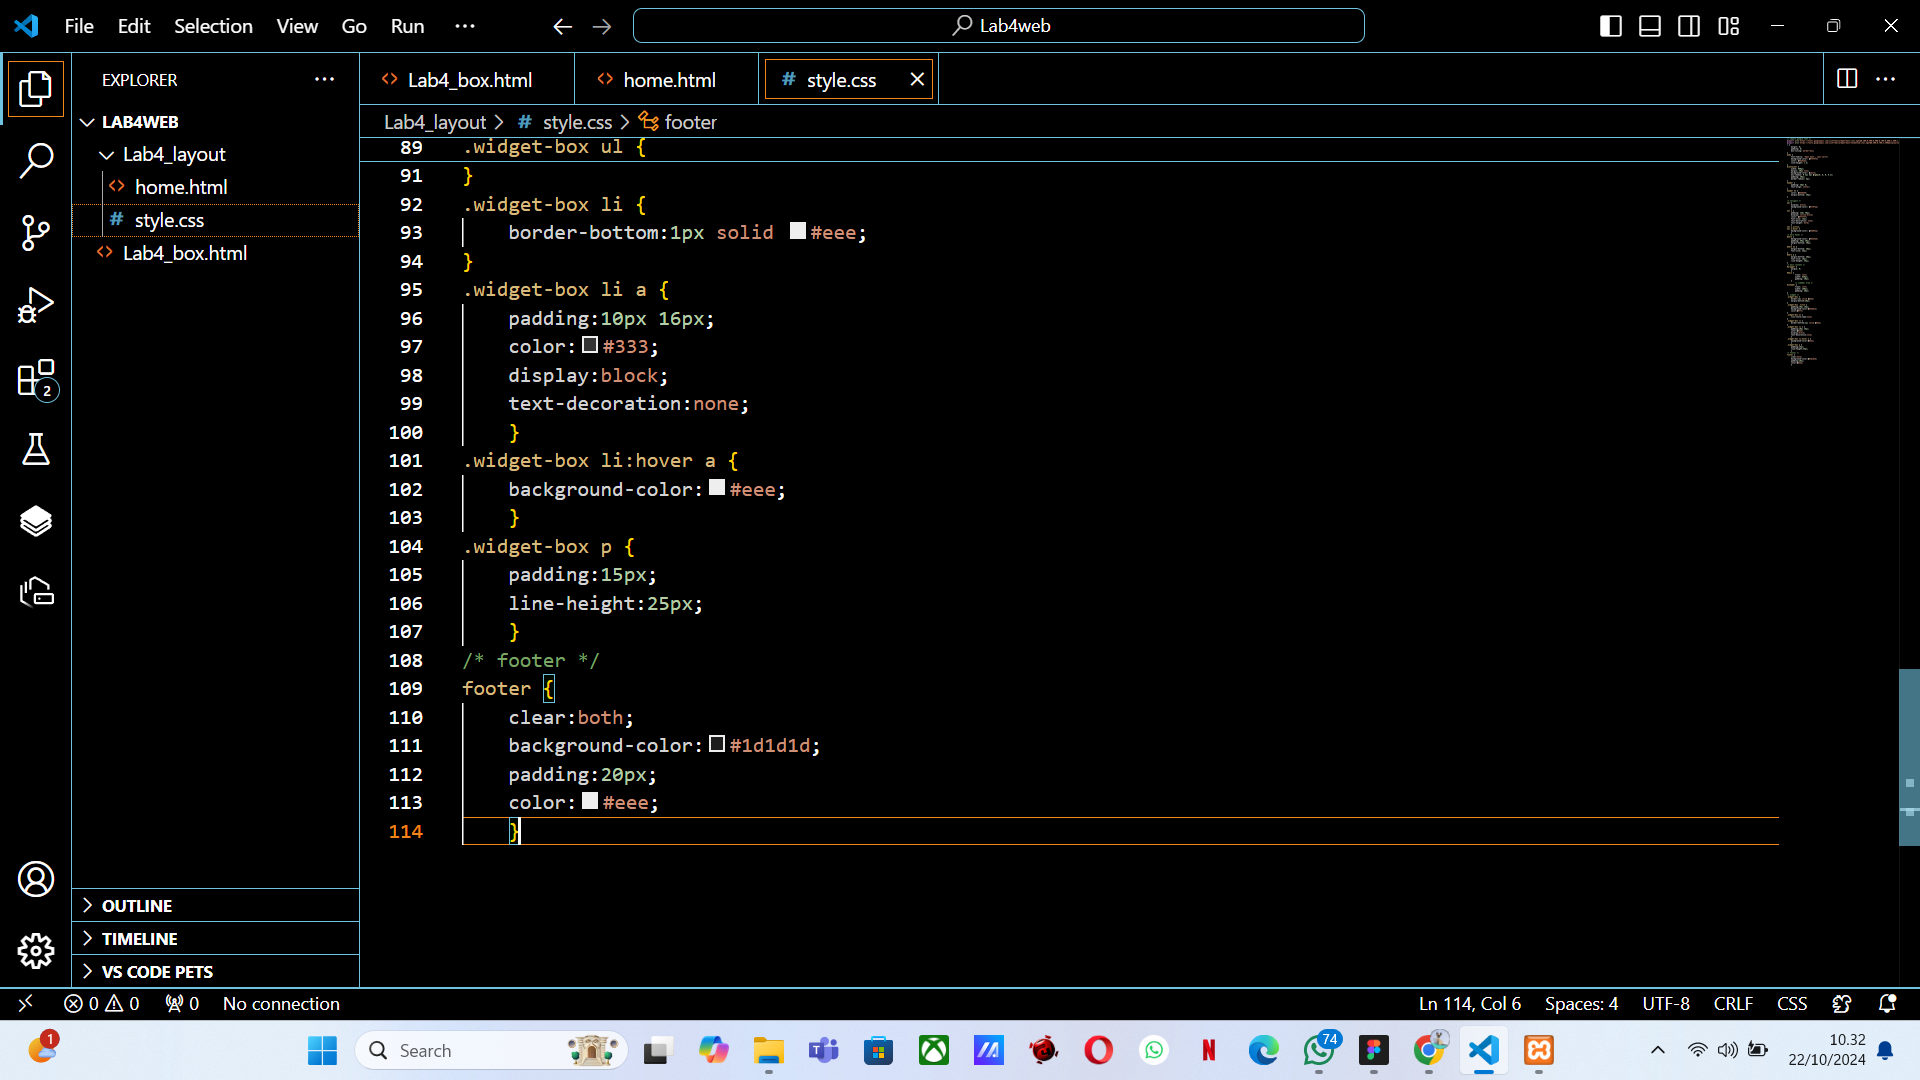 File Edit Selection View Go Run
Lab4web
EXPLORER
LAB4WEB
Lab4_layout
home.html
style.css
Lab4_box.html
OUTLINE
TIMELINE
VS CODE PETS
2
Lab4_box.html
home.html
style.css
Lab4_layout > style.css > footer
89 .widget-box ul {
91 }
92 .widget-box li {
93 border-bottom:1px solid #eee;
94 }
95 .widget-box li a {
96 padding:10px 16px;
97 color:#333;
98 display:block;
99 text-decoration:none;
100 }
101 .widget-box li:hover a {
102 background-color:#eee;
103 }
104 .widget-box p {
105 padding:15px;
106 line-height:25px;
107 }
108 /* footer */
109 footer {
110 clear:both;
111 background-color:#1d1d1d;
112 padding:20px;
113 color:#eee;
114 }
0 0 0 No connection
Ln 114, Col 6 Spaces: 4 UTF-8 CRLF CSS
1
Search
74
10.32
22/10/2024